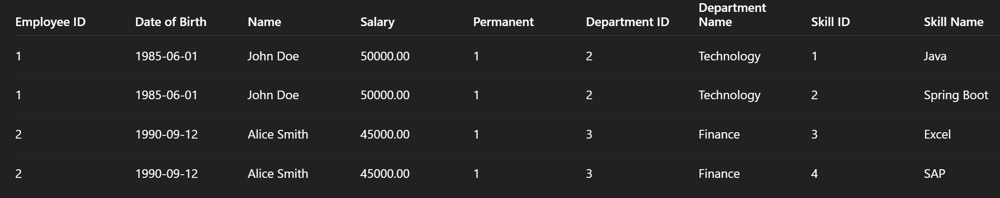 Employee ID Date of Birth Name Salary Permanent Department ID Department Name Skill ID Skill Name
1 1985-06-01 John Doe 50000.00 1 2 Technology 1 Java
1 1985-06-01 John Doe 50000.00 1 2 Technology 2 Spring Boot
2 1990-09-12 Alice Smith 45000.00 1 3 Finance 3 Excel
2 1990-09-12 Alice Smith 45000.00 1 3 Finance 4 SAP